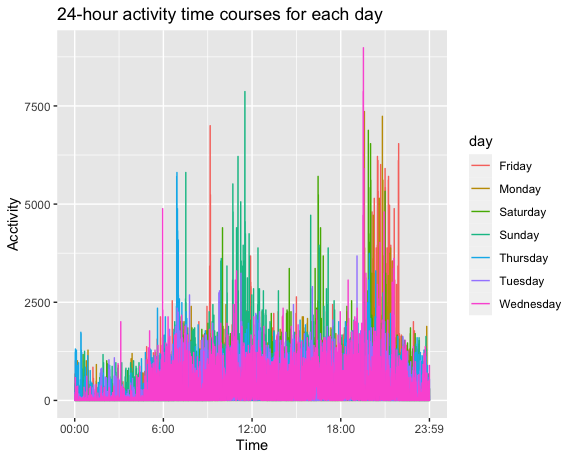 24-hour activity time courses for each day
7500
5000
2500
0
Acctivity
00:00 6:00 12:00 18:00 23:59
Time
day
Friday
Monday
Saturday
Sunday
Thursday
Tuesday
Wednesday